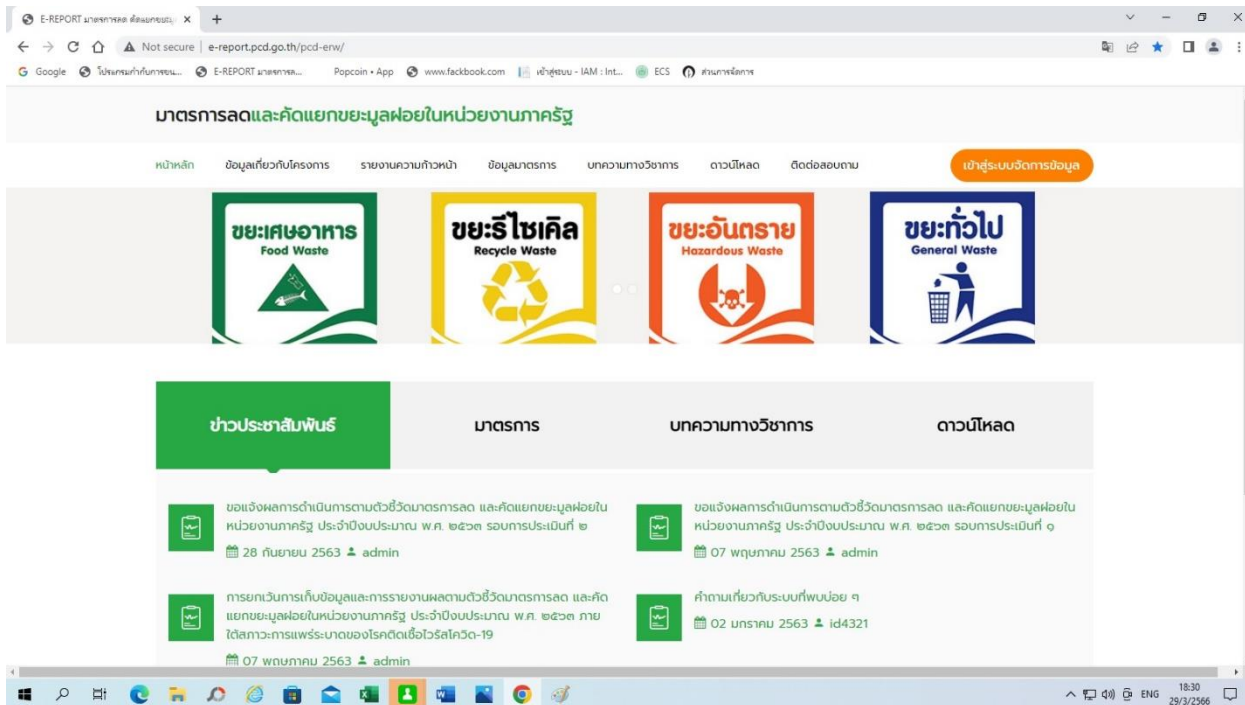 E-REPORT มาตรการลด คัดแยกขยะมู
Not secure | e-report.pcd.go.th/pcd-erw/
Google โปรแกรมกำกับการขน... E-REPORT มาตรการล... Popcoin • App www.fackbook.com เข้าสู่ระบบ - IAM : Int... ECS ส่วนการจัดการ
มาตรการลดและคัดแยกขยะมูลฝอยในหน่วยงานภาครัฐ
หน้าหลัก ข้อมูลเกี่ยวกับโครงการ รายงานความก้าวหน้า ข้อมูลมาตรการ บทความทางวิชาการ ดาวน์โหลด ติดต่อสอบถาม เข้าสู่ระบบจัดการข้อมูล
ขยะเศษอาหาร ขยะรีไซเคิล ขยะอันตราย ขยะทั่วไป
Food Waste Recycle Waste Hazardous Waste General Waste
ข่าวประชาสัมพันธ์ มาตรการ บทความทางวิชาการ ดาวน์โหลด
ขอแจ้งผลการดำเนินการตามตัวชี้วัดมาตรการลด และคัดแยกขยะมูลฝอยใน
หน่วยงานภาครัฐ ประจำปีงบประมาณ พ.ศ. ๒๕๖๓ รอบการประเมินที่ ๒
28 กันยายน 2563 admin
ขอแจ้งผลการดำเนินการตามตัวชี้วัดมาตรการลด และคัดแยกขยะมูลฝอยใน
หน่วยงานภาครัฐ ประจำปีงบประมาณ พ.ศ. ๒๕๖๓ รอบการประเมินที่ ๑
07 พฤษภาคม 2563 admin
การยกเว้นการเก็บข้อมูลและการรายงานผลตามตัวชี้วัดมาตรการลด และคัด
แยกขยะมูลฝอยในหน่วยงานภาครัฐ ประจำปีงบประมาณ พ.ศ. ๒๕๖๓ ภาย
ใต้สภาวะการแพร่ระบาดของโรคติดเชื้อไวรัสโควิด-19
07 พฤษภาคม 2563 admin
คำถามเกี่ยวกับระบบที่พบบ่อย ๆ
02 มกราคม 2563 id4321
ENG 18:30
29/3/2566